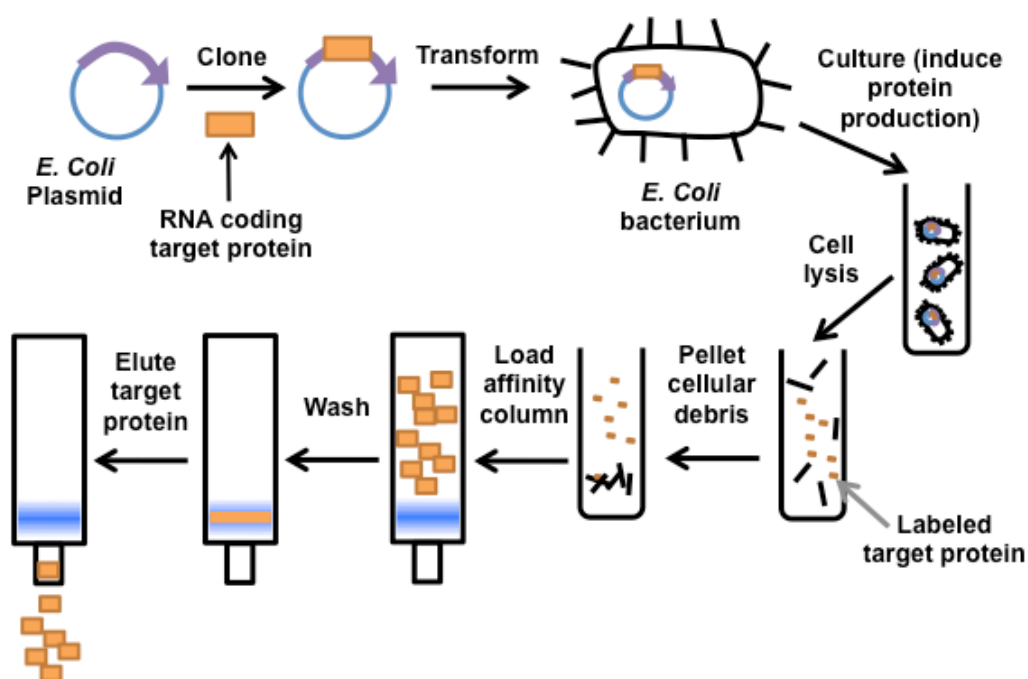 Clone
Transform
Culture (induce
protein
production)
E. Coli
Plasmid
RNA coding
target protein
E. Coli
bacterium
Cell
lysis
Labeled
target protein
Pellet
cellular
debris
Load
affinity
column
Wash
Elute
target
protein